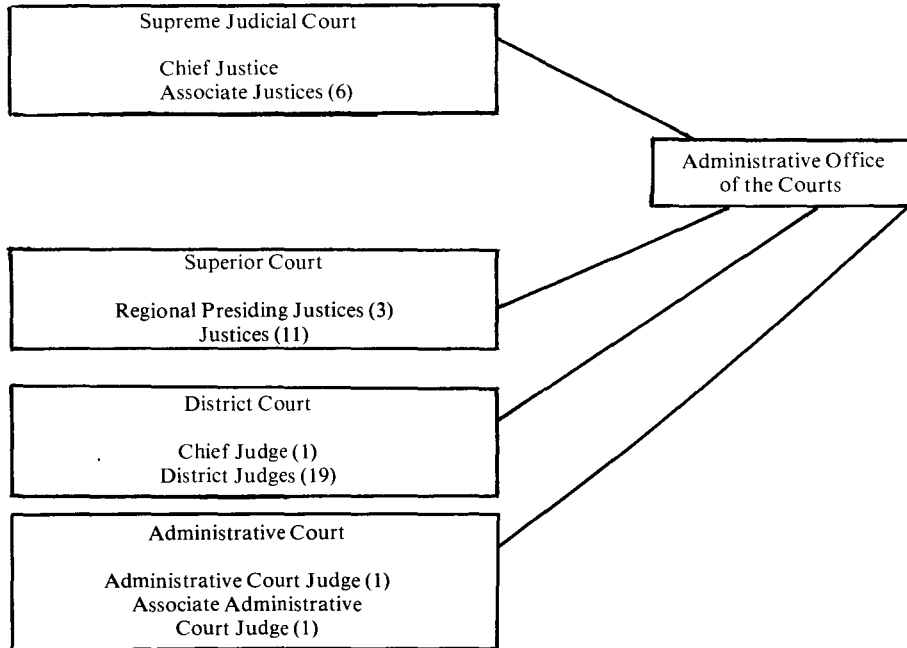 Supreme Judicial Court
Chief Justice
Associate Justices (6)
Administrative Office
of the Courts
Superior Court
Regional Presiding Justices (3)
Justices (11)
District Court
Chief Judge (1)
District Judges (19)
Administrative Court
Administrative Court Judge (1)
Associate Administrative
Court Judge (1)